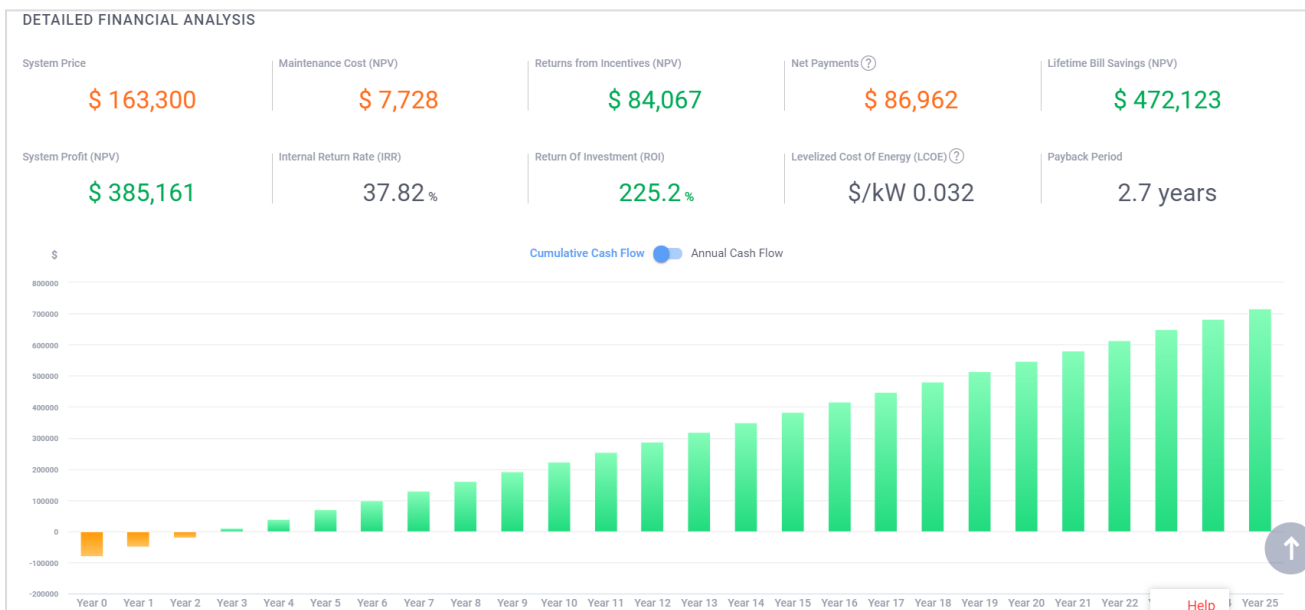 DETAILED FINANCIAL ANALYSIS
System Price
Maintenance Cost (NPV)
Returns from Incentives (NPV)
Net Payments ?
Lifetime Bill Savings (NPV)
$ 163,300
$ 7,728
$ 84,067
$ 86,962
$ 472,123
System Profit (NPV)
Internal Return Rate (IRR)
Return Of Investment (ROI)
Levelized Cost Of Energy (LCOE) ?
Payback Period
$ 385,161
37.82 %
225.2 %
$/kW 0.032
2.7 years
$
Cumulative Cash Flow
Annual Cash Flow
800000
700000
600000
500000
400000
300000
200000
100000
0
-100000
-200000
Year 0
Year 1
Year 2
Year 3
Year 4
Year 5
Year 6
Year 7
Year 8
Year 9
Year 10
Year 11
Year 12
Year 13
Year 14
Year 15
Year 16
Year 17
Year 18
Year 19
Year 20
Year 21
Year 22
Help
Year 25